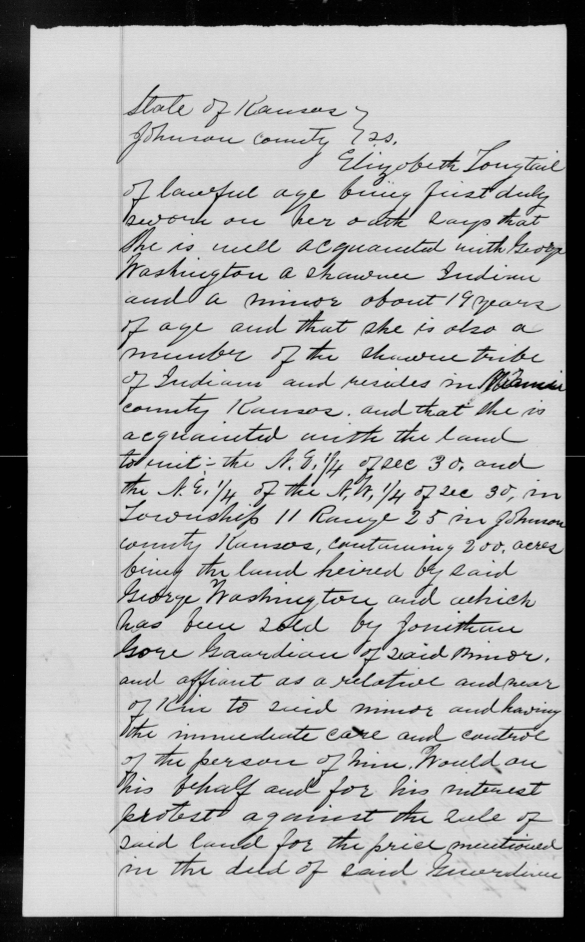 State of Kansas }
Johnson county } ss.
Elizabeth Longtail
of lawful age being first duly
sworn on her oath says that
She is well acquainted with George
Washington a Shawnee Indian
and a minor about 19 years
of age and that she is also a
member of the Shawnee tribe
of Indians and resides in Miami
county Kansas. and that she is
acquainted with the land
to wit:- the N.E. 1/4 of sec 30, and
the N.E. 1/4 of the N.W. 1/4 of sec 30, in
Township 11 Range 25 in Johnson
county Kansas, containing 200, acres
being the land heired by said
George Washington and which
has been sold by Jonithan
Gore Gaardian of said minor.
and affiant as a relative and near
of Kin to said minor and having
the immediate care and control
of the person of him. Would on
his behalf and for his interest
protest against the sale of
said land for the price mentioned
in the deed of said Guardian